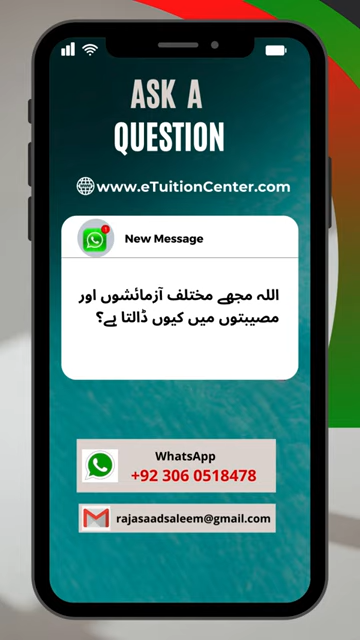 ASK A
QUESTION
www.eTuitionCenter.com
1
New Message
اللہ مجھے مختلف آزمائشوں اور
مصیبتوں میں کیوں ڈالتا ہے؟
WhatsApp
+92 306 0518478
rajasaadsaleem@gmail.com